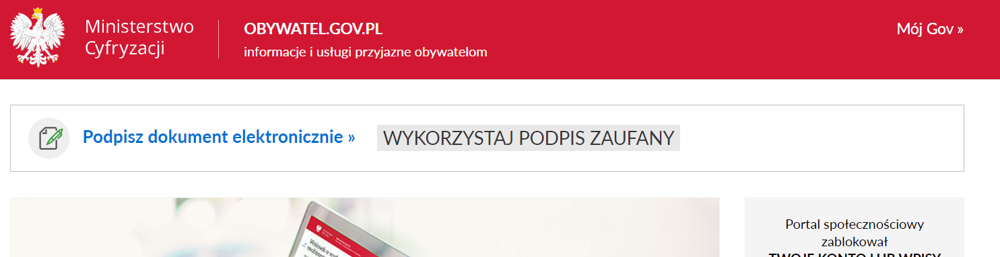 Ministerstwo
Cyfryzacji
OBYWATEL.GOV.PL
informacje i usługi przyjazne obywatelom
Mój Gov »
Podpisz dokument elektronicznie » WYKORZYSTAJ PODPIS ZAUFANY
Portal społecznościowy
zablokował
TWOJE KONTO LUB WPISY